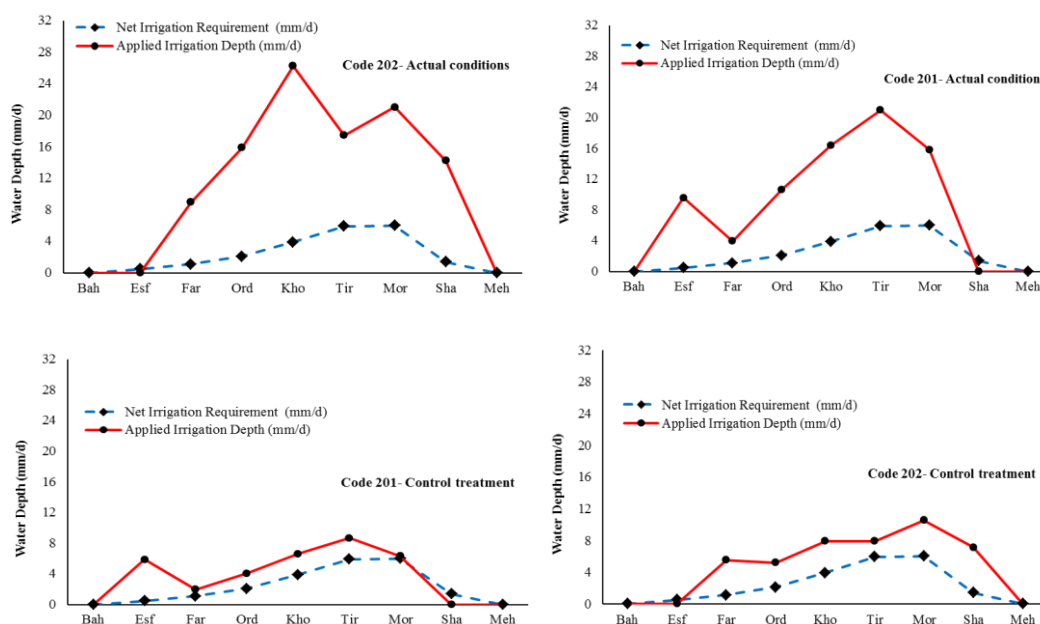 32
28
24
20
16
12
8
4
0
Water Depth (mm/d)
Net Irrigation Requirement (mm/d)
Applied Irrigation Depth (mm/d)
Code 202- Actual conditions
Bah Esf Far Ord Kho Tir Mor Sha Meh
32
28
24
20
16
12
8
4
0
Water Depth (mm/d)
Net Irrigation Requirement (mm/d)
Applied Irrigation Depth (mm/d)
Code 201- Actual condition
Bah Esf Far Ord Kho Tir Mor Sha Meh
32
28
24
20
16
12
8
4
0
Water Depth (mm/d)
Net Irrigation Requirement (mm/d)
Applied Irrigation Depth (mm/d)
Code 201- Control treatment
Bah Esf Far Ord Kho Tir Mor Sha Meh
32
28
24
20
16
12
8
4
0
Water Depth (mm/d)
Net Irrigation Requirement (mm/d)
Applied Irrigation Depth (mm/d)
Code 202- Control treatment
Bah Esf Far Ord Kho Tir Mor Sha Meh